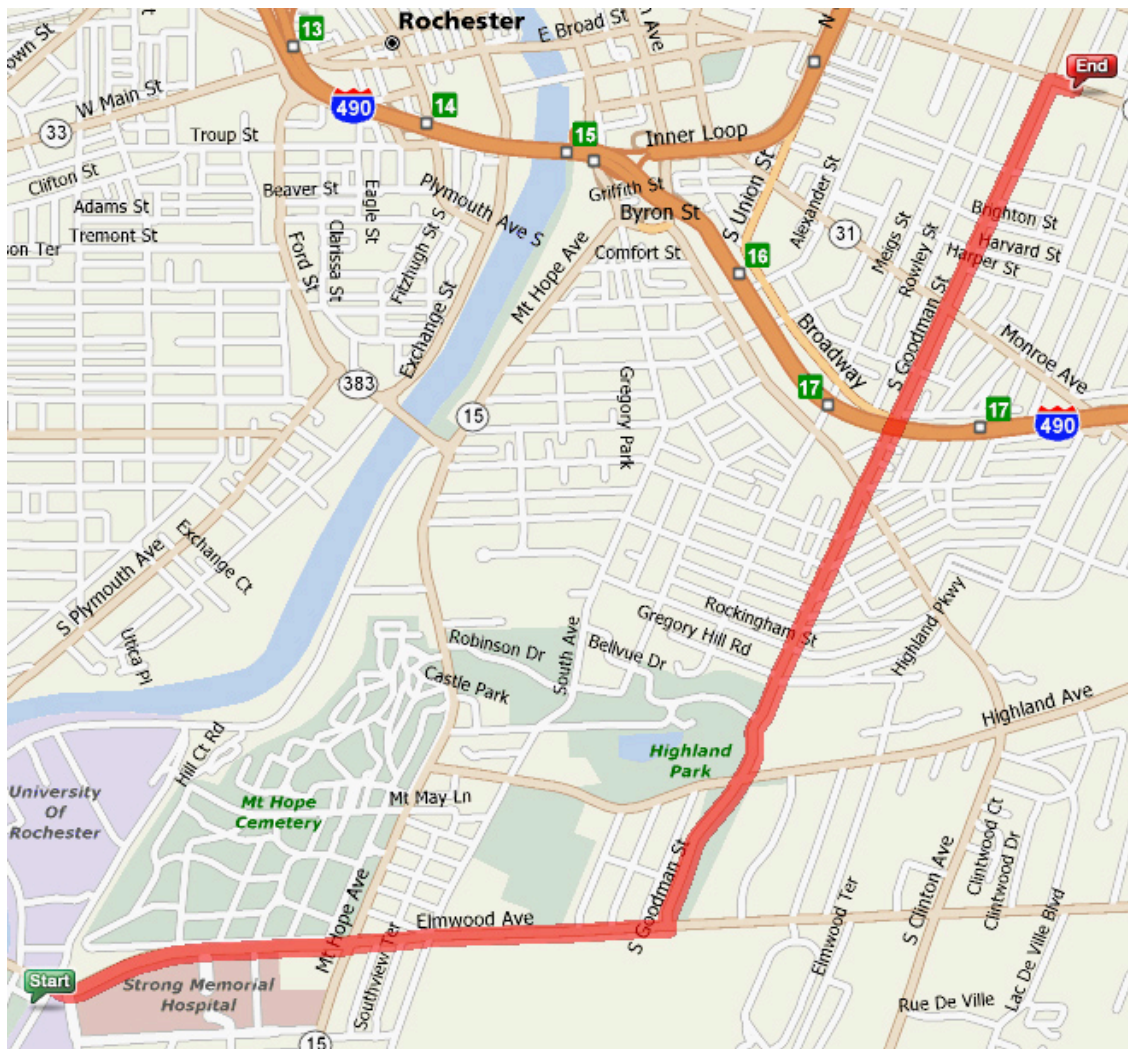 13
Rochester
E Broad St
N
own St
n Ave
End
W Main St
490
14
33
Troup St
15
Inner Loop
Clifton St
Beaver St
Eagle St
Plymouth Ave S
Griffith St
S Union St
Alexander St
Adams St
Byron St
Brighton St
Tremont St
Clarissa St
Fitzhugh St S
Meigs St
31
Harvard St
son Ter
Ford St
Mt Hope Ave
Comfort St
16
Rowley St
Harper St
Exchange St
S Goodman St
Broadway
Monroe Ave
383
Gregory Park
17
17
15
490
S Plymouth Ave
Exchange Ct
Utica Pl
Rockingham St
Gregory Hill Rd
Highland Pkwy
Robinson Dr
South Ave
Bellvue Dr
Castle Park
Highland Ave
Hill Ct Rd
Highland
Park
University
Of
Rochester
Mt Hope
Cemetery
Mt May Ln
Clintwood Ct
Clintwood Dr
S Goodman St
Mt Hope Ave
Elmwood Ave
S Clinton Ave
Southview Ter
Elmwood Ter
Lac De Ville Blvd
Start
Strong Memorial
Hospital
Rue De Ville
15